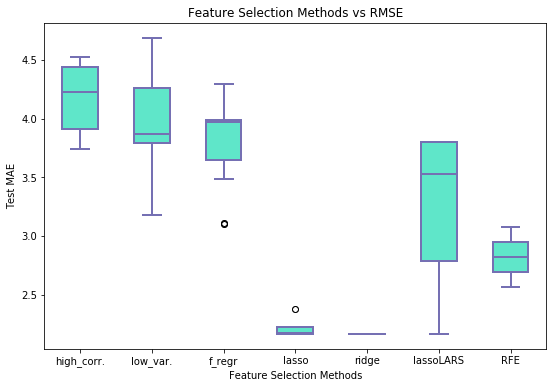 Feature Selection Methods vs RMSE
Test MAE
4.5
4.0
3.5
3.0
2.5
high_corr. low_var. f_regr lasso ridge lassoLARS RFE
Feature Selection Methods